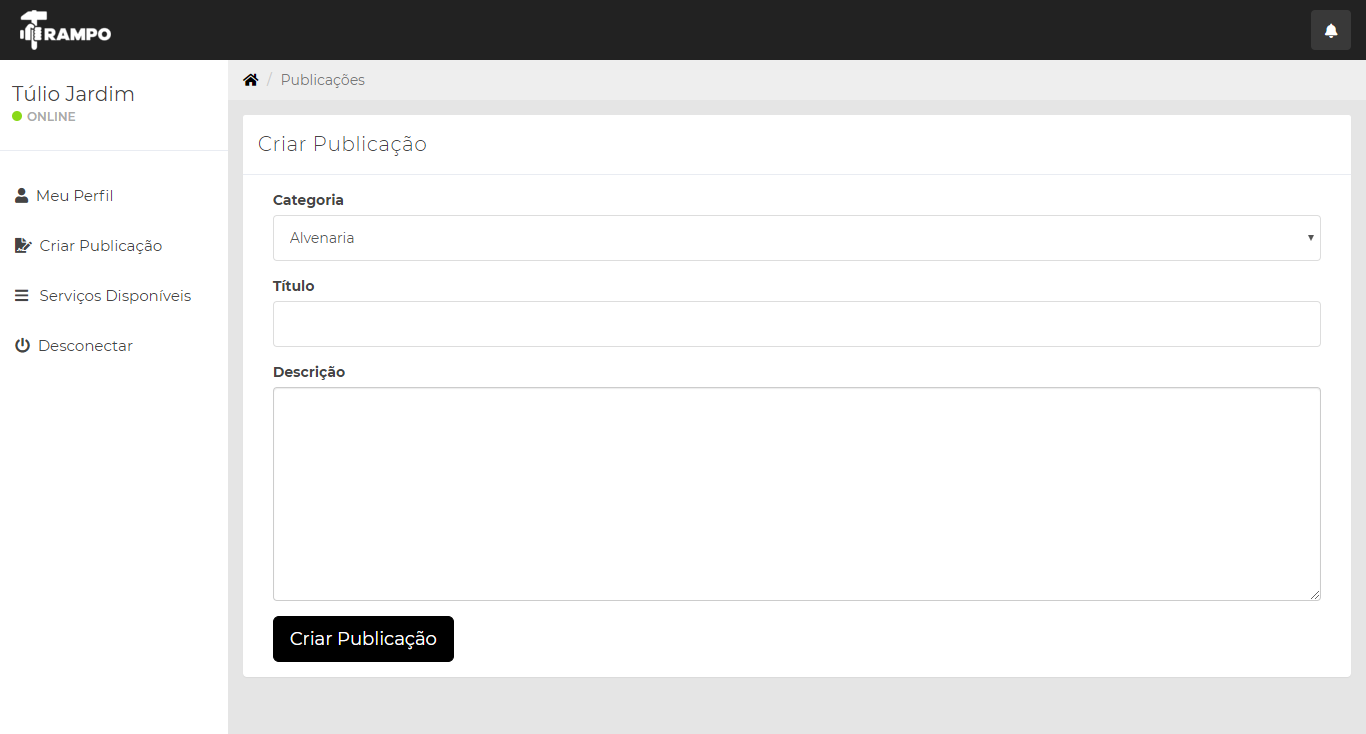 TRAMPO
Túlio Jardim
ONLINE
Meu Perfil
Criar Publicação
Serviços Disponíveis
Desconectar
/ Publicações
Criar Publicação
Categoria
Alvenaria
Título
Descrição
Criar Publicação